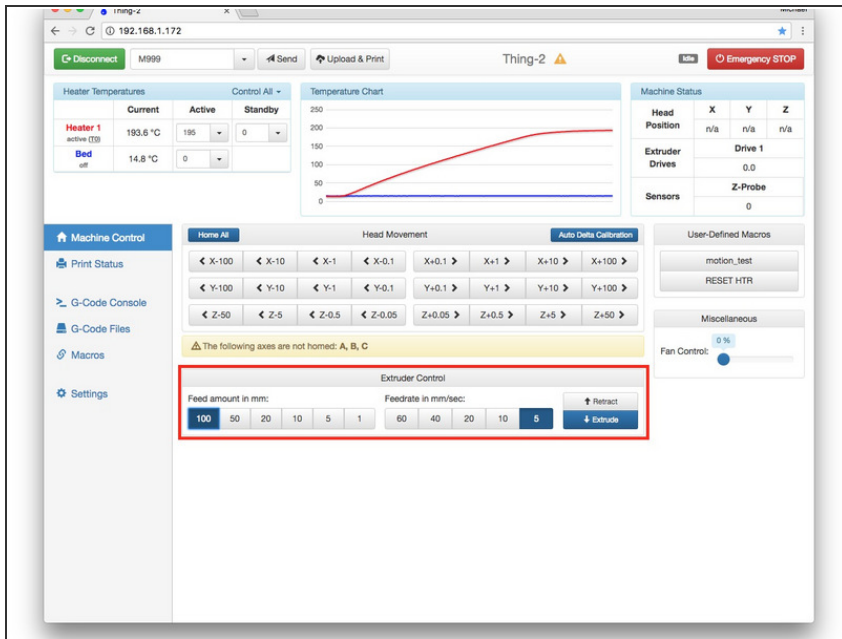 Thing-2
Michael
192.168.1.172
Disconnect M999 Send Upload & Print Thing-2 Idle Emergency STOP
Heater Temperatures Control All
Current Active Standby
Heater 1 193.6 °C 195 0
active (T0)
Bed 14.8 °C 0
off
Temperature Chart
250
200
150
100
50
0
Machine Status
Head Position X Y Z
n/a n/a n/a
Extruder Drives Drive 1
0.0
Sensors Z-Probe
0
Machine Control
Print Status
G-Code Console
G-Code Files
Macros
Settings
Home All Head Movement Auto Delta Calibration
X-100 X-10 X-1 X-0.1 X+0.1 X+1 X+10 X+100
Y-100 Y-10 Y-1 Y-0.1 Y+0.1 Y+1 Y+10 Y+100
Z-50 Z-5 Z-0.5 Z-0.05 Z+0.05 Z+0.5 Z+5 Z+50
The following axes are not homed: A, B, C
Extruder Control
Feed amount in mm: Feedrate in mm/sec:
100 50 20 10 5 1 60 40 20 10 5
Retract
Extrude
User-Defined Macros
motion_test
RESET HTR
Miscellaneous
Fan Control: 0 %